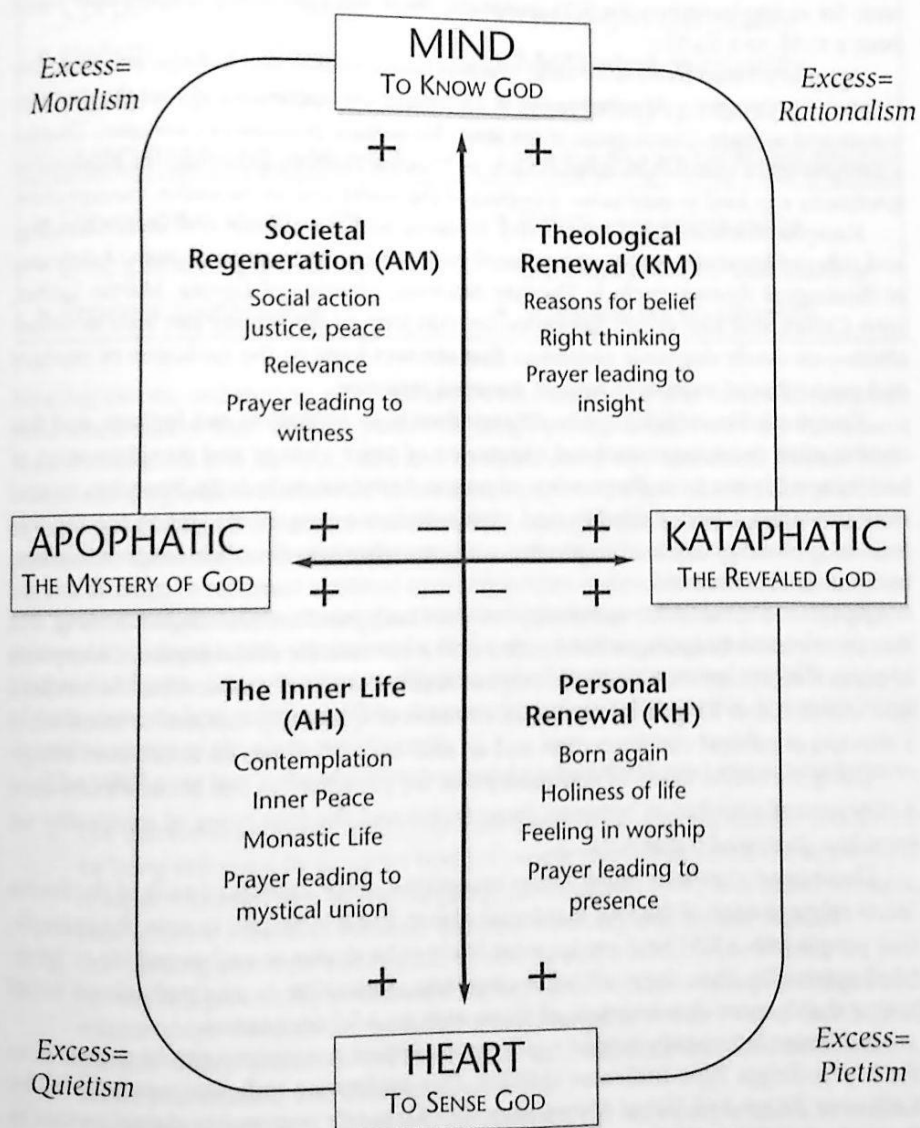 MIND
TO KNOW GOD
Excess=
Moralism
Excess=
Rationalism
+ +
Societal
Regeneration (AM)
Social action
Justice, peace
Relevance
Prayer leading to
witness
Theological
Renewal (KM)
Reasons for belief
Right thinking
Prayer leading to
insight
APOPHATIC
THE MYSTERY OF GOD
+ — — +
+ — — +
KATAPHATIC
THE REVEALED GOD
The Inner Life
(AH)
Contemplation
Inner Peace
Monastic Life
Prayer leading to
mystical union
Personal
Renewal (KH)
Born again
Holiness of life
Feeling in worship
Prayer leading to
presence
+ +
Excess=
Quietism
HEART
TO SENSE GOD
Excess=
Pietism